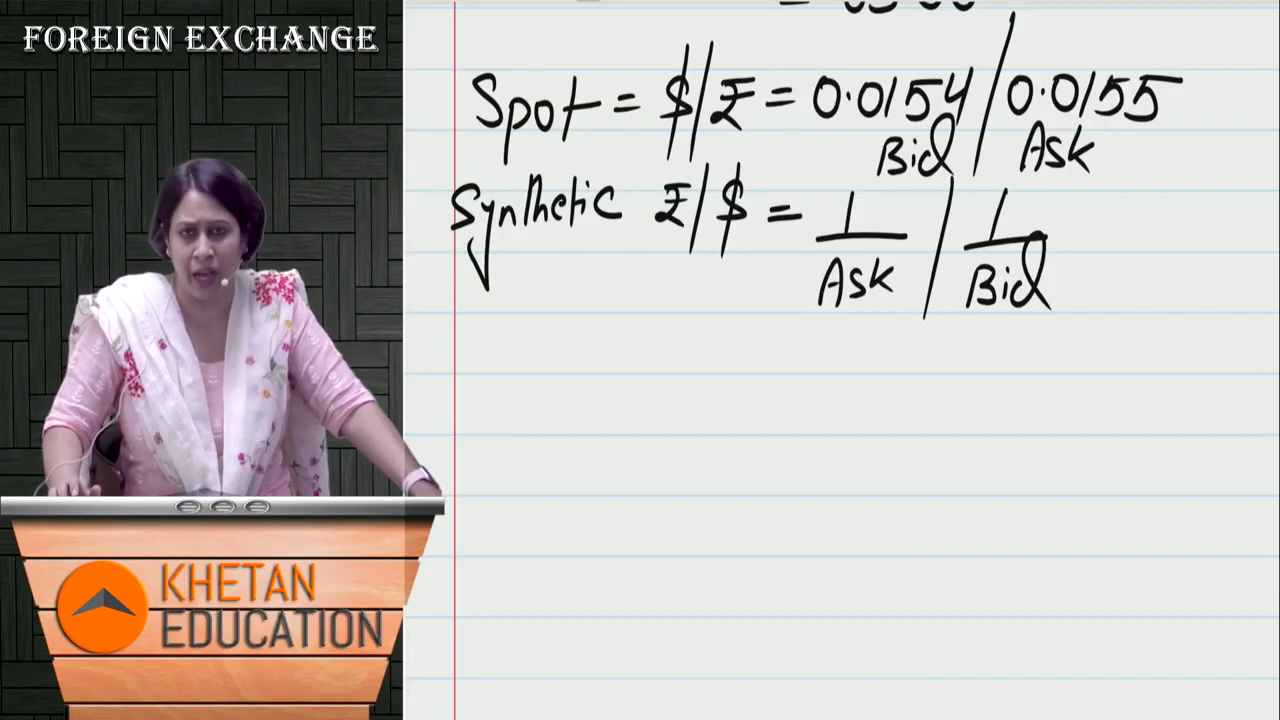 FOREIGN EXCHANGE
Spot = $/₹ = 0.0154 / 0.0155
Bid Ask
Synthetic ₹/$ = 1/Ask / 1/Bid
KHETAN
EDUCATION